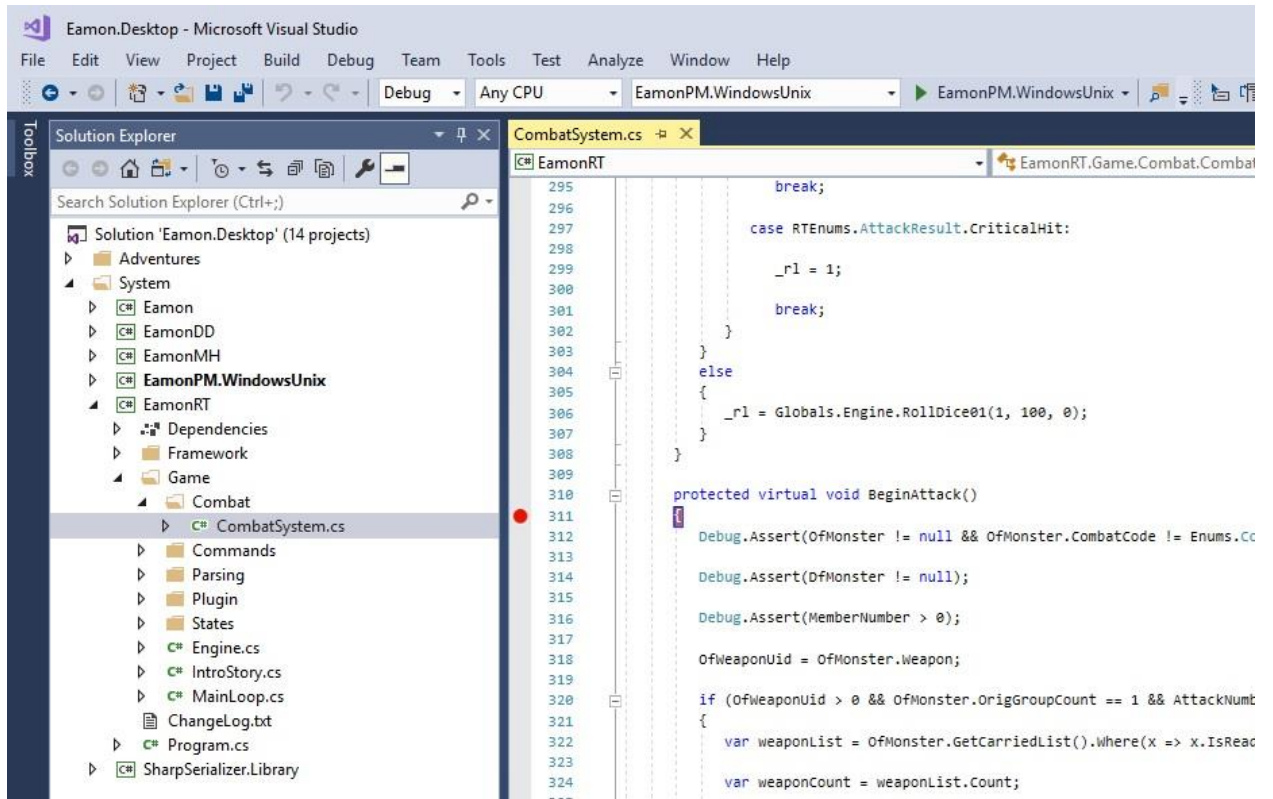 Eamon.Desktop - Microsoft Visual Studio
File Edit View Project Build Debug Team Tools Test Analyze Window Help
Debug Any CPU EamonPM.WindowsUnix EamonPM.WindowsUnix
Toolbox
Solution Explorer
Search Solution Explorer (Ctrl+;)
Solution 'Eamon.Desktop' (14 projects)
Adventures
System
C# Eamon
C# EamonDD
C# EamonMH
C# EamonPM.WindowsUnix
C# EamonRT
Dependencies
Framework
Game
Combat
C# CombatSystem.cs
Commands
Parsing
Plugin
States
C# Engine.cs
C# IntroStory.cs
C# MainLoop.cs
ChangeLog.txt
C# Program.cs
C# SharpSerializer.Library
CombatSystem.cs
C# EamonRT EamonRT.Game.Combat.Combat
295 break;
296
297 case RTEnums.AttackResult.CriticalHit:
298
299 _rl = 1;
300
301 break;
302 }
303 }
304 else
305 {
306 _rl = Globals.Engine.RollDice01(1, 100, 0);
307 }
308 }
309
310 protected virtual void BeginAttack()
311 {
312 Debug.Assert(OfMonster != null && OfMonster.CombatCode != Enums.Co
313
314 Debug.Assert(DfMonster != null);
315
316 Debug.Assert(MemberNumber > 0);
317
318 OfWeaponUid = OfMonster.Weapon;
319
320 if (OfWeaponUid > 0 && OfMonster.OrigGroupCount == 1 && AttackNumb
321 {
322 var weaponList = OfMonster.GetCarriedList().Where(x => x.IsRead
323
324 var weaponCount = weaponList.Count;